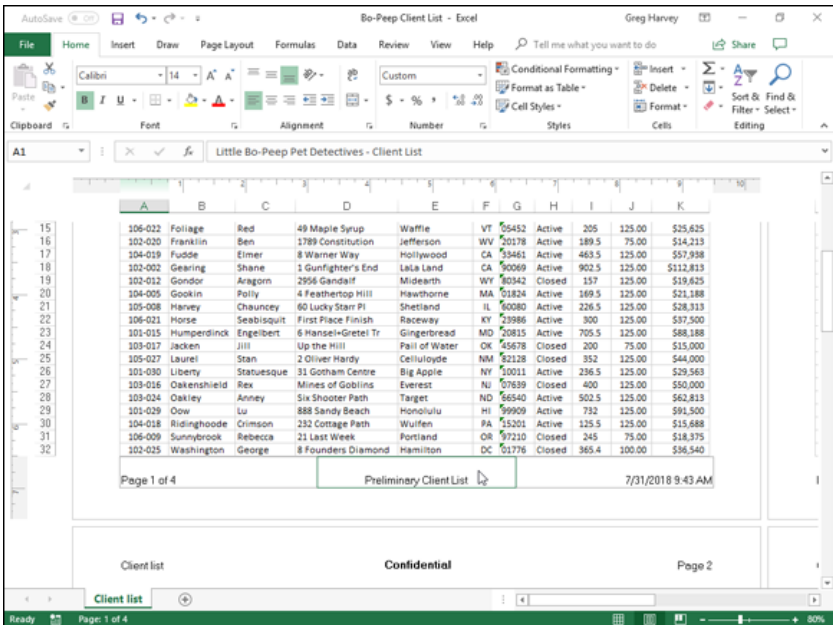 AutoSave Off Bo-Peep Client List - Excel Greg Harvey
File Home Insert Draw Page Layout Formulas Data Review View Help Tell me what you want to do Share
Paste
Calibri 14 A A Custom Conditional Formatting Insert Σ
B I U A $ % , Format as Table Delete Sort & Find &
Cell Styles Format Filter Select
Clipboard Font Alignment Number Styles Cells Editing
A1 fx Little Bo-Peep Pet Detectives - Client List
1 2 3 4 5 6 7 8 9 10
A B C D E F G H I J K
15 106-022 Foliage Red 49 Maple Syrup Waffle VT 05452 Active 205 125.00 $25,625
16 102-020 Franklin Ben 1789 Constitution Jefferson WV 20178 Active 189.5 75.00 $14,213
17 104-019 Fudde Elmer 8 Warner Way Hollywood CA 33461 Active 463.5 125.00 $57,938
18 102-002 Gearing Shane 1 Gunfighter's End LaLa Land CA 90069 Active 902.5 125.00 $112,813
19 102-012 Gondor Aragorn 2956 Gandalf Midearth WY 80342 Closed 157 125.00 $19,625
20 104-005 Gookin Polly 4 Feathertop Hill Hawthorne MA 01824 Active 169.5 125.00 $21,188
21 105-008 Harvey Chauncey 60 Lucky Starr Pl Shetland IL 60080 Active 226.5 125.00 $28,313
22 106-021 Horse Seabisquit First Place Finish Raceway KY 23986 Active 300 125.00 $37,500
23 101-015 Humperdinck Engelbert 6 Hansel+Gretel Tr Gingerbread MD 20815 Active 705.5 125.00 $88,188
24 103-017 Jacken Jill Up the Hill Pail of Water OK 45678 Closed 200 75.00 $15,000
25 105-027 Laurel Stan 2 Oliver Hardy Celluloyde NM 82128 Closed 352 125.00 $44,000
26 101-030 Liberty Statuesque 31 Gotham Centre Big Apple NY 10011 Active 236.5 125.00 $29,563
27 103-016 Oakenshield Rex Mines of Goblins Everest NJ 07639 Closed 400 125.00 $50,000
28 103-024 Oakley Anney Six Shooter Path Target ND 66540 Active 502.5 125.00 $62,813
29 101-029 Oow Lu 888 Sandy Beach Honolulu HI 99909 Active 732 125.00 $91,500
30 104-018 Ridinghoode Crimson 232 Cottage Path Wulfen PA 15201 Active 125.5 125.00 $15,688
31 106-009 Sunnybrook Rebecca 21 Last Week Portland OR 97210 Closed 245 75.00 $18,375
32 102-025 Washington George 8 Founders Diamond Hamilton DC 01776 Closed 365.4 100.00 $36,540
Page 1 of 4 Preliminary Client List 7/31/2018 9:43 AM
Client list Confidential Page 2
Client list
Ready Page: 1 of 4 80%